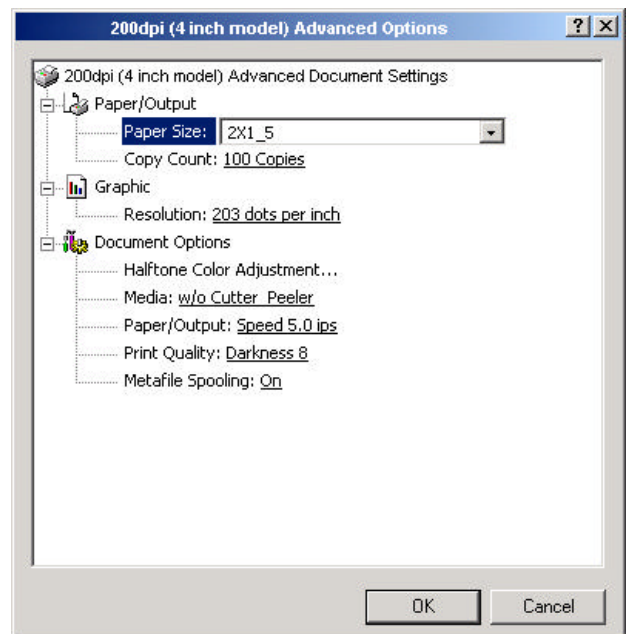 200dpi (4 inch model) Advanced Options
200dpi (4 inch model) Advanced Document Settings
Paper/Output
Paper Size: 2X1_5
Copy Count: 100 Copies
Graphic
Resolution: 203 dots per inch
Document Options
Halftone Color Adjustment...
Media: w/o Cutter_Peeler
Paper/Output: Speed 5.0 ips
Print Quality: Darkness 8
Metafile Spooling: On
OK Cancel